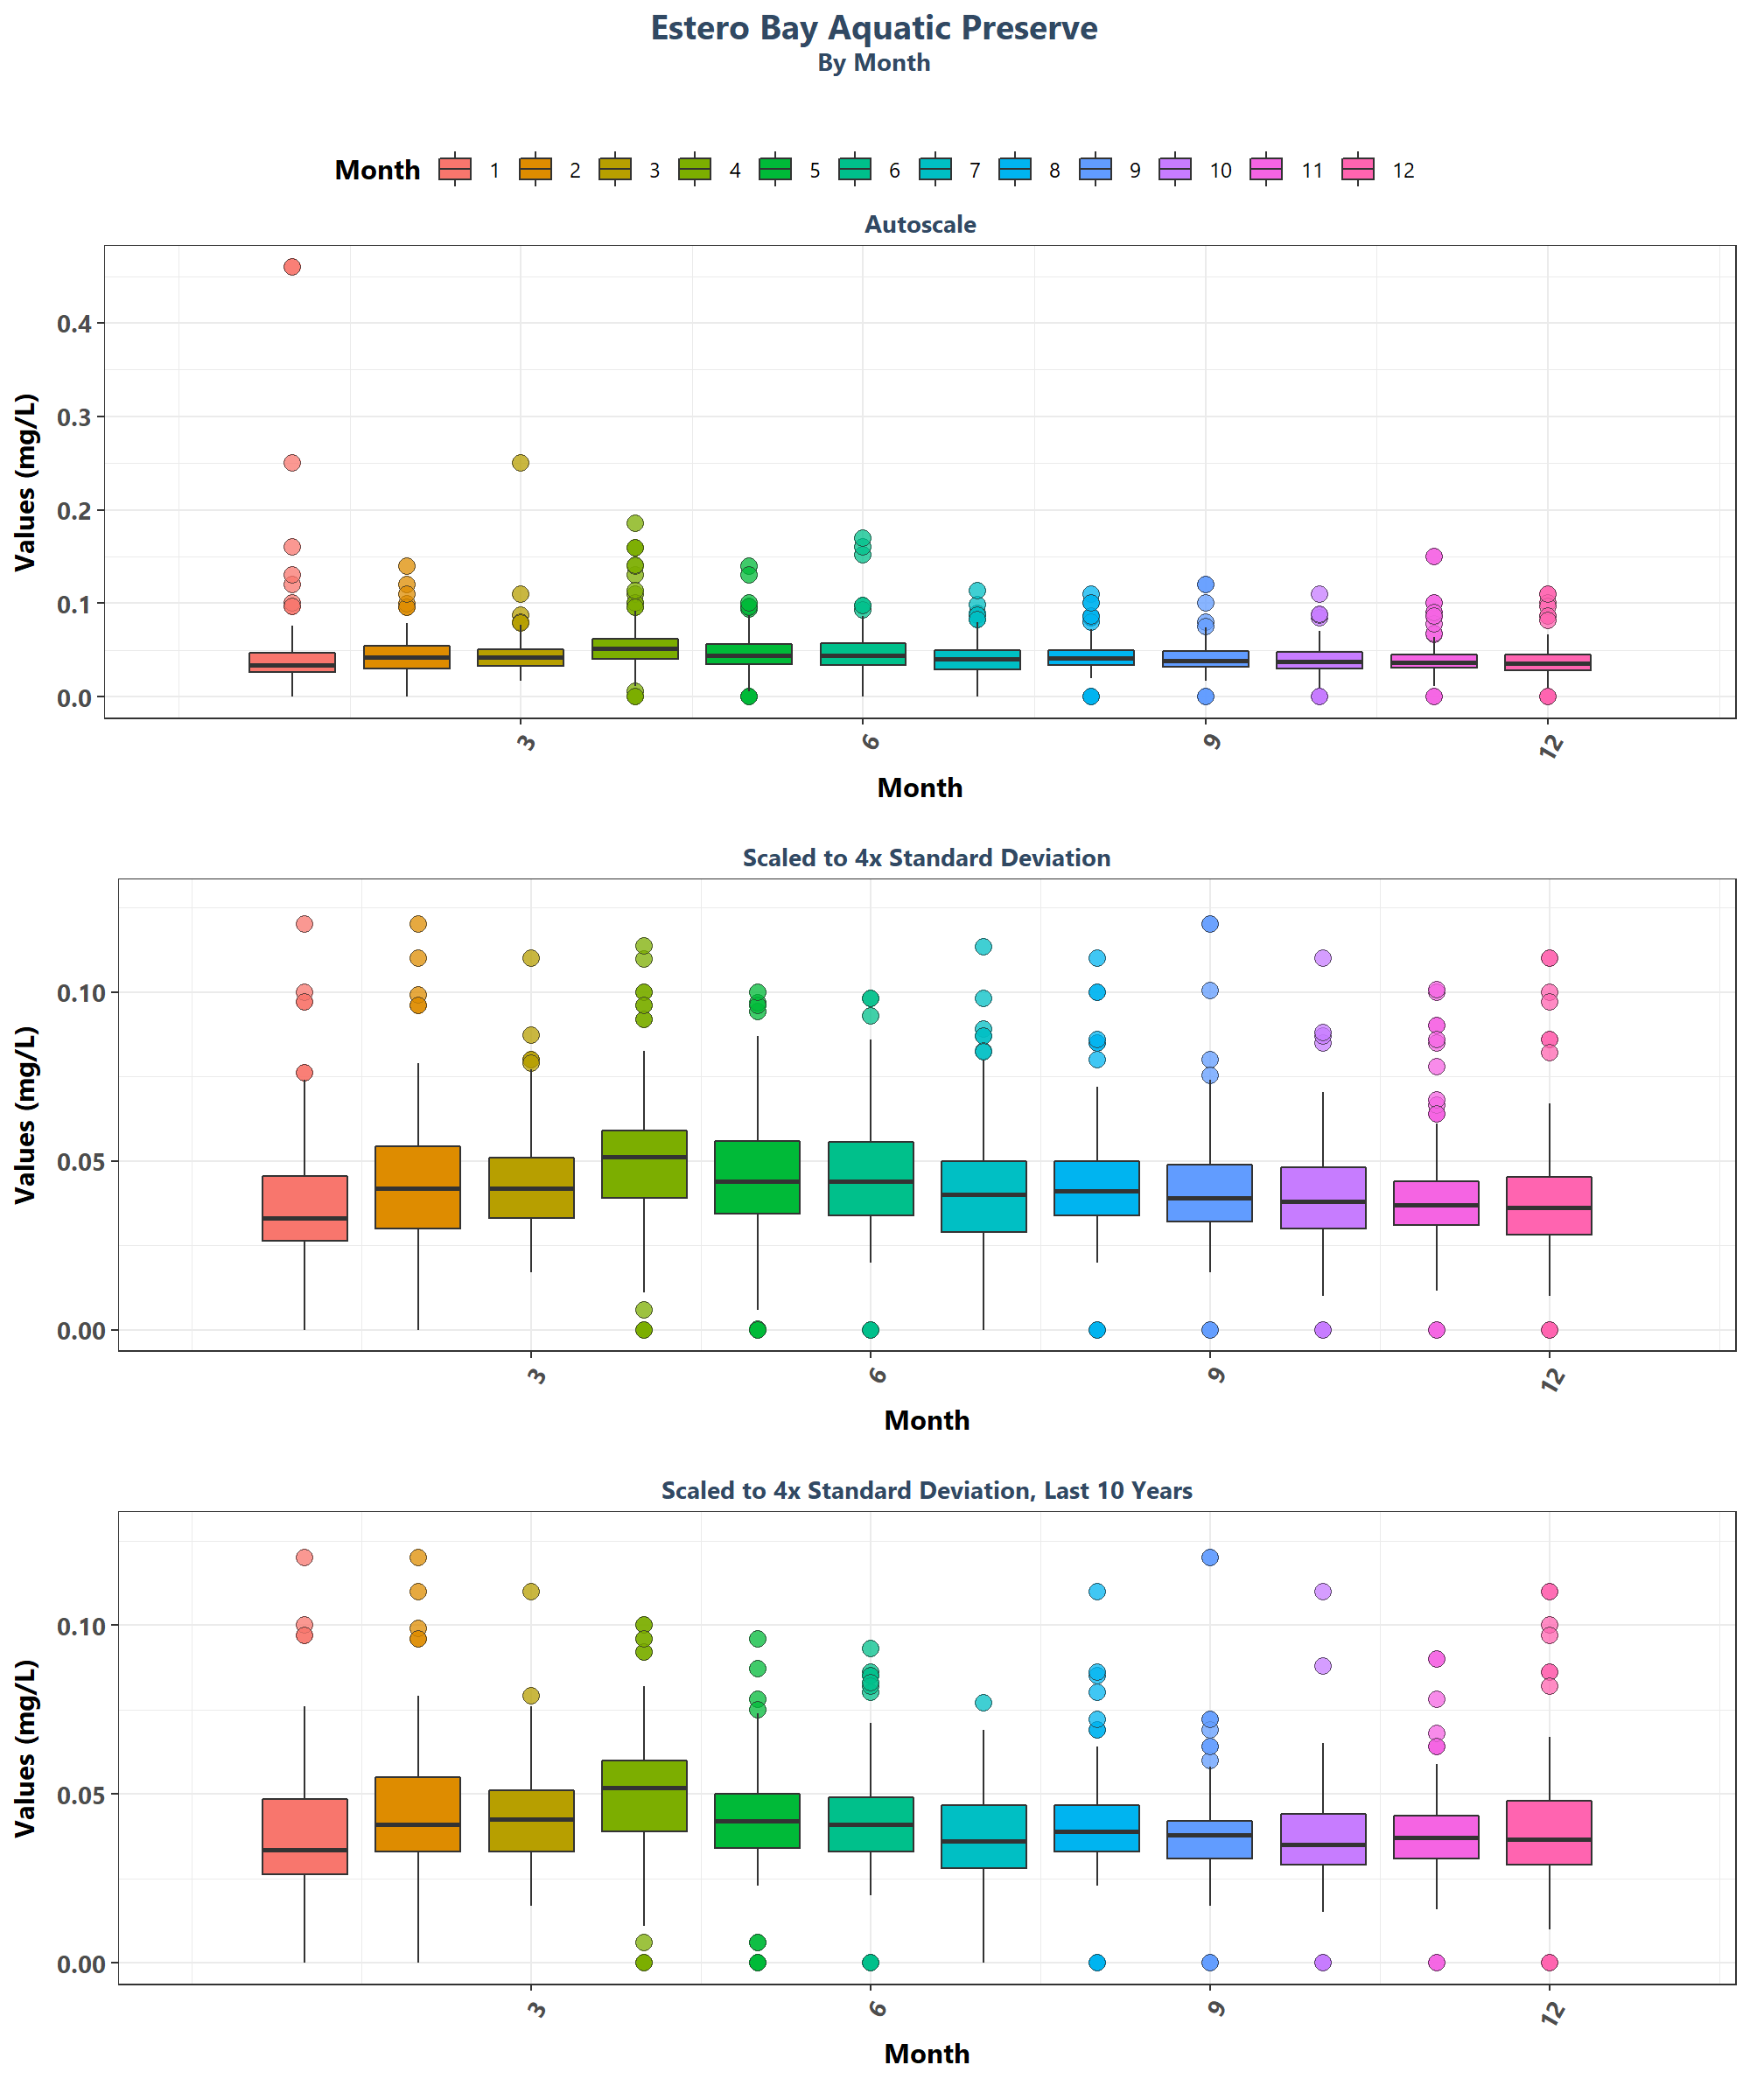 Estero Bay Aquatic Preserve
By Month
Month 1 2 3 4 5 6 7 8 9 10 11 12
Autoscale
Values (mg/L)
0.4
0.3
0.2
0.1
0.0
3 6 9 12
Month
Scaled to 4x Standard Deviation
Values (mg/L)
0.10
0.05
0.00
3 6 9 12
Month
Scaled to 4x Standard Deviation, Last 10 Years
Values (mg/L)
0.10
0.05
0.00
3 6 9 12
Month